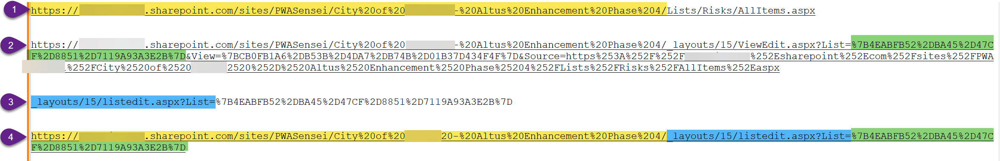 1 https:// .sharepoint.com/sites/PWASensei/City%20of%20 -%20Altus%20Enhancement%20Phase%204/Lists/Risks/AllItems.aspx
2 https:// .sharepoint.com/sites/PWASensei/City%20of%20 -%20Altus%20Enhancement%20Phase%204/_layouts/15/ViewEdit.aspx?List=%7B4EABFB52%2DBA45%2D47C
F%2D8851%2D7119A93A3E2B%7D&View=%7BCB0FB1A6%2DB53B%2D4DA7%2DB74B%2D01B37D434F4F%7D&Source=https%253A%252F%252F %252Esharepoint%252Ecom%252Fsites%252FPWA
.%252FCity%2520of%2520 2520%252D%2520Altus%2520Enhancement%2520Phase%25204%252FLists%252FRisks%252FAllItems%252Easpx
3 _layouts/15/listedit.aspx?List=%7B4EABFB52%2DBA45%2D47CF%2D8851%2D7119A93A3E2B%7D
4 https:// .sharepoint.com/sites/PWASensei/City%20of%20 20-%20Altus%20Enhancement%20Phase%204/_layouts/15/listedit.aspx?List=%7B4EABFB52%2DBA45%2D47C
F%2D8851%2D7119A93A3E2B%7D